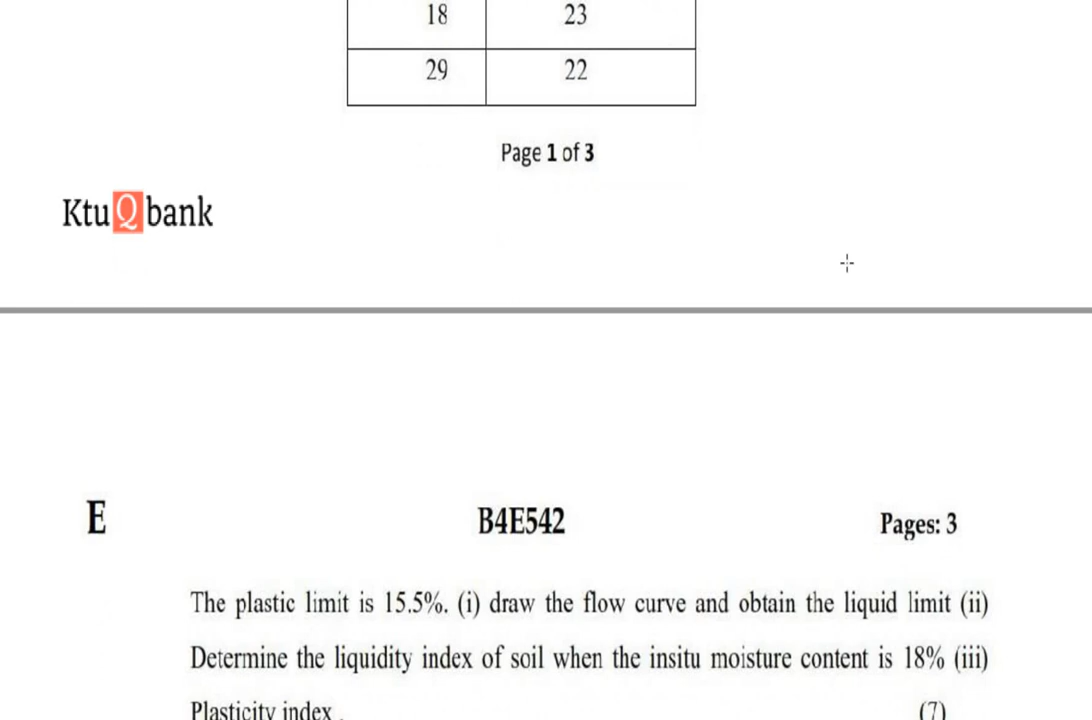 18 23
29 22
Page 1 of 3
KtuQbank
E B4E542 Pages: 3
The plastic limit is 15.5%. (i) draw the flow curve and obtain the liquid limit (ii)
Determine the liquidity index of soil when the insitu moisture content is 18% (iii)
Plasticity index . (7)